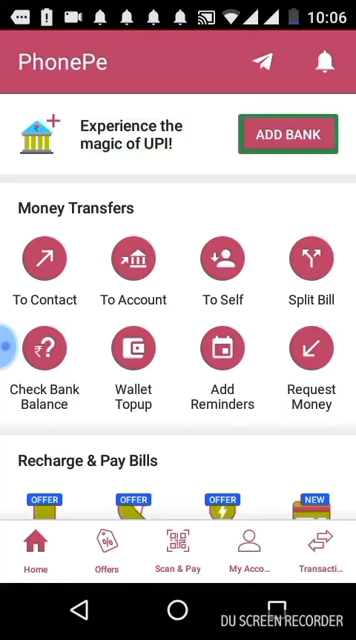 10:06
PhonePe
Experience the
magic of UPI!
ADD BANK
Money Transfers
To Contact
To Account
To Self
Split Bill
₹?
Check Bank
Balance
Wallet
Topup
Add
Reminders
Request
Money
Recharge & Pay Bills
OFFER
OFFER
OFFER
NEW
Home
Offers
Scan & Pay
My Acco...
Transacti...
DU SCREEN RECORDER